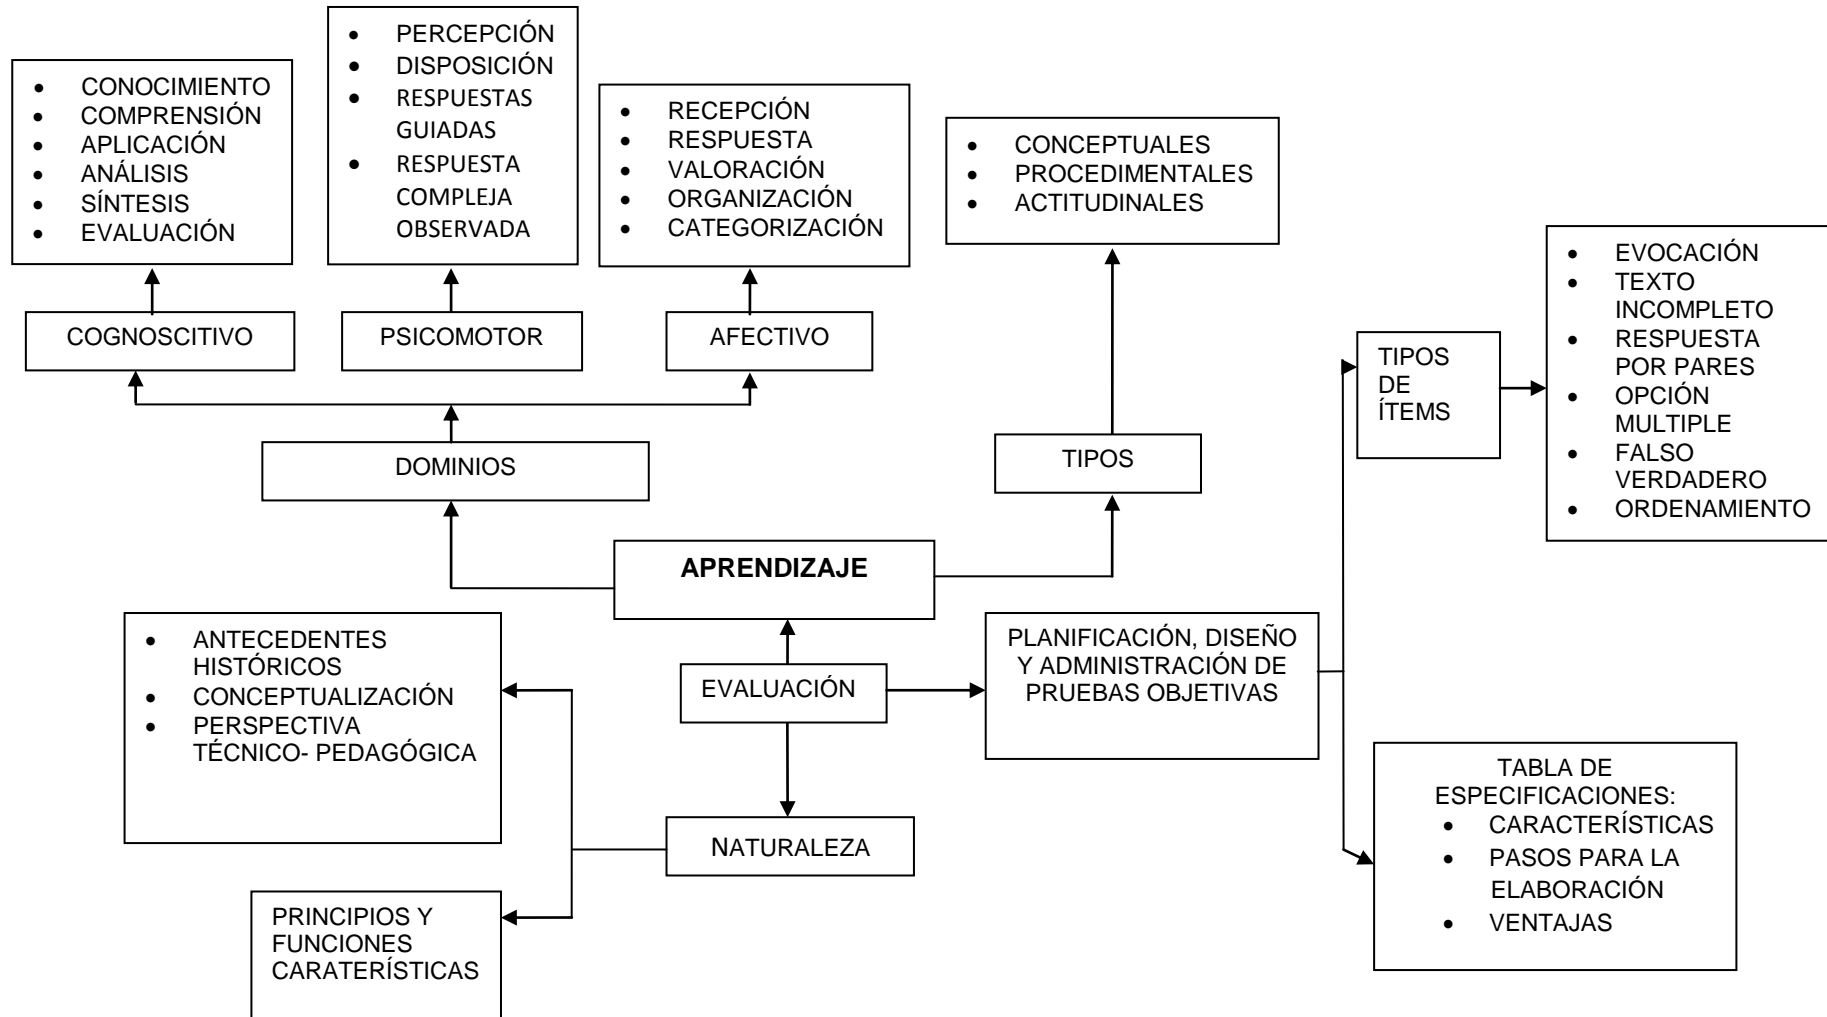 CONOCIMIENTO
COMPRENSIÓN
APLICACIÓN
ANÁLISIS
SÍNTESIS
EVALUACIÓN
PERCEPCIÓN
DISPOSICIÓN
RESPUESTAS
GUIADAS
RESPUESTA
COMPLEJA
OBSERVADA
RECEPCIÓN
RESPUESTA
VALORACIÓN
ORGANIZACIÓN
CATEGORIZACIÓN
CONCEPTUALES
PROCEDIMENTALES
ACTITUDINALES
EVOCACIÓN
TEXTO
INCOMPLETO
RESPUESTA
POR PARES
OPCIÓN
MULTIPLE
FALSO
VERDADERO
ORDENAMIENTO
COGNOSCITIVO
PSICOMOTOR
AFECTIVO
TIPOS
DE
ÍTEMS
DOMINIOS
TIPOS
APRENDIZAJE
ANTECEDENTES
HISTÓRICOS
CONCEPTUALIZACIÓN
PERSPECTIVA
TÉCNICO- PEDAGÓGICA
EVALUACIÓN
PLANIFICACIÓN, DISEÑO
Y ADMINISTRACIÓN DE
PRUEBAS OBJETIVAS
NATURALEZA
TABLA DE
ESPECIFICACIONES:
CARACTERÍSTICAS
PASOS PARA LA
ELABORACIÓN
VENTAJAS
PRINCIPIOS Y
FUNCIONES
CARATERÍSTICAS